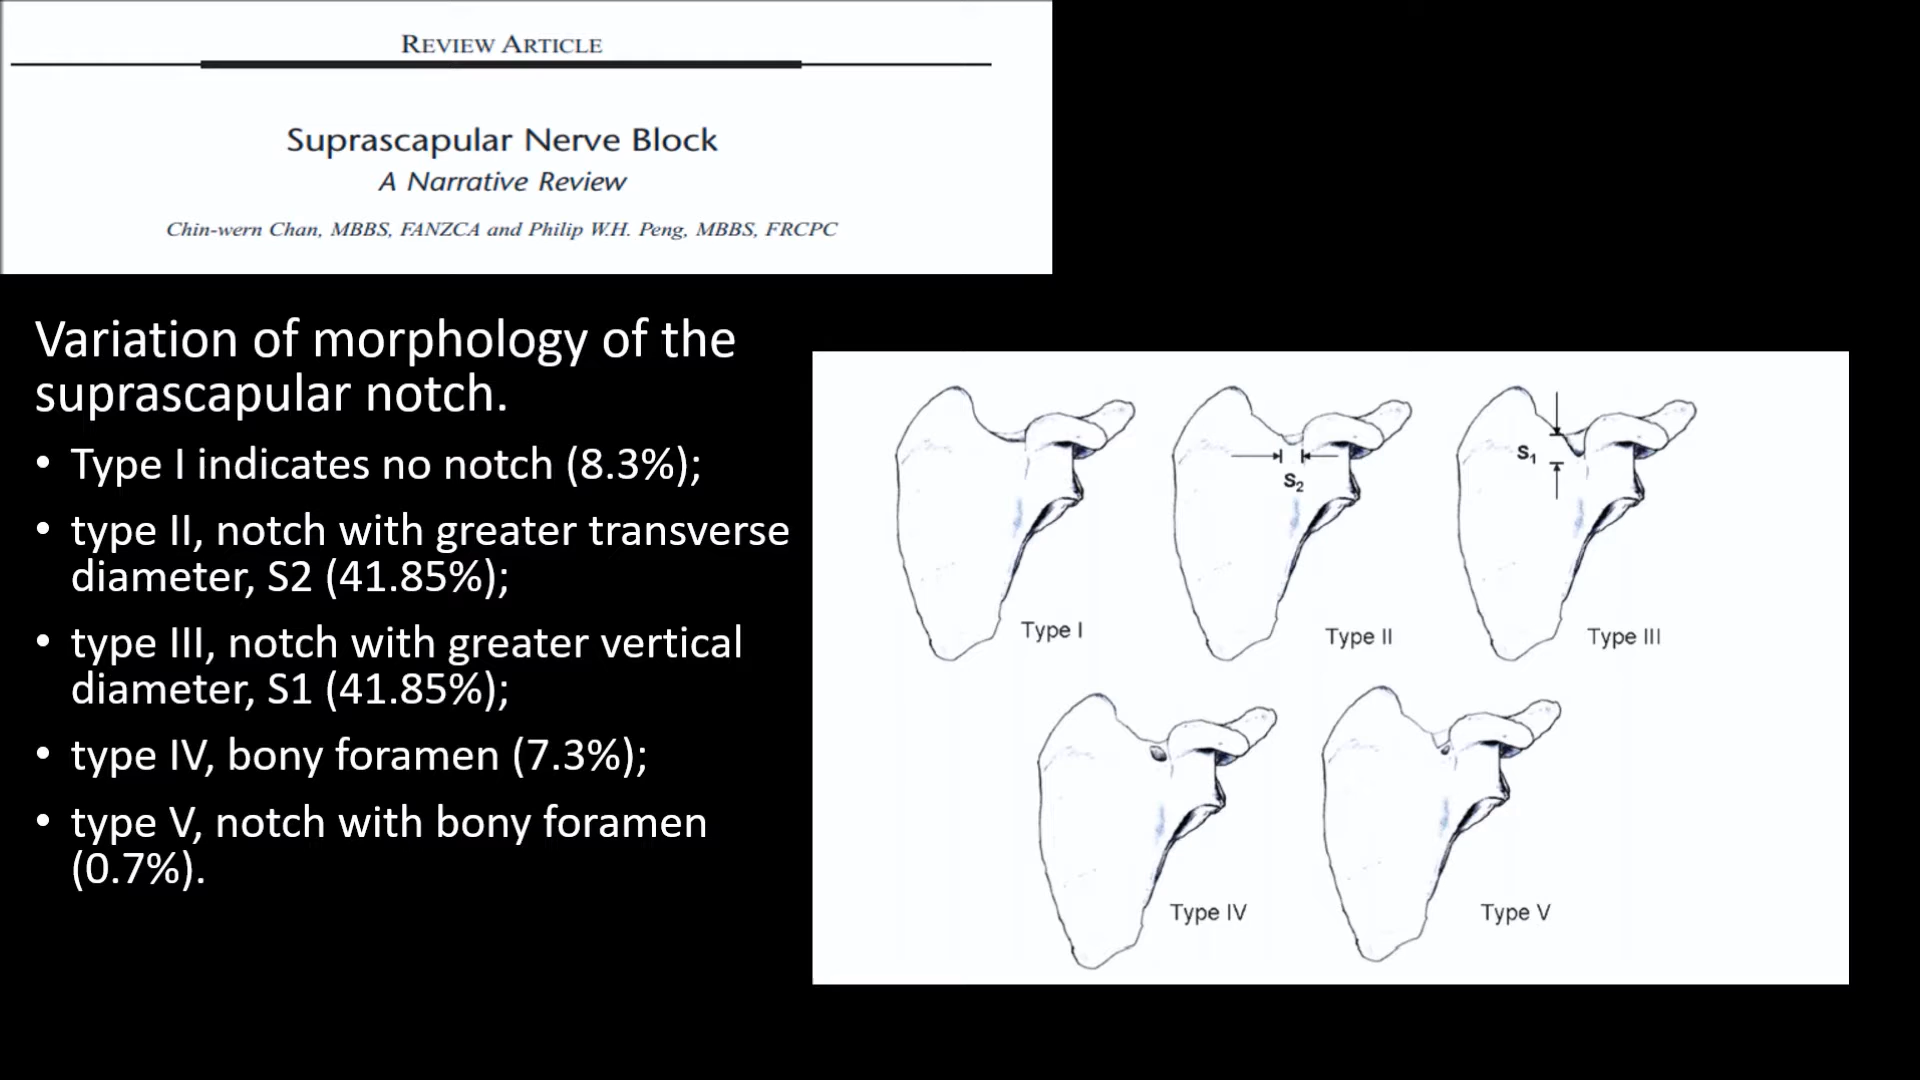 REVIEW ARTICLE
Suprascapular Nerve Block
A Narrative Review
Chin-wern Chan, MBBS, FANZCA and Philip W.H. Peng, MBBS, FRCPC
Variation of morphology of the
suprascapular notch.
• Type I indicates no notch (8.3%);
• type II, notch with greater transverse
diameter, S2 (41.85%);
• type III, notch with greater vertical
diameter, S1 (41.85%);
• type IV, bony foramen (7.3%);
• type V, notch with bony foramen
(0.7%).
S1
S2
Type I
Type II
Type III
Type IV
Type V